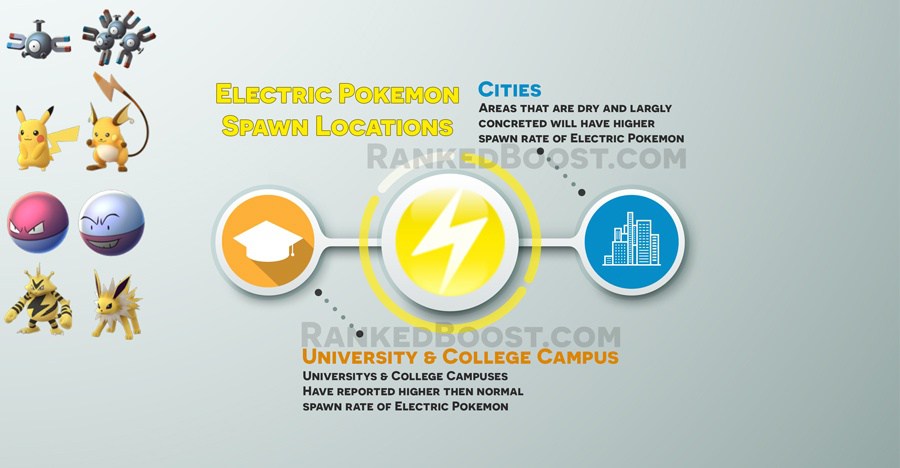 Electric Pokemon
Spawn Locations
Cities
Areas that are dry and largly
concreted will have higher
spawn rate of Electric Pokemon
RankedBoost.com
RankedBoost.com
University & College Campus
Universitys & College Campuses
Have reported higher then normal
spawn rate of Electric Pokemon